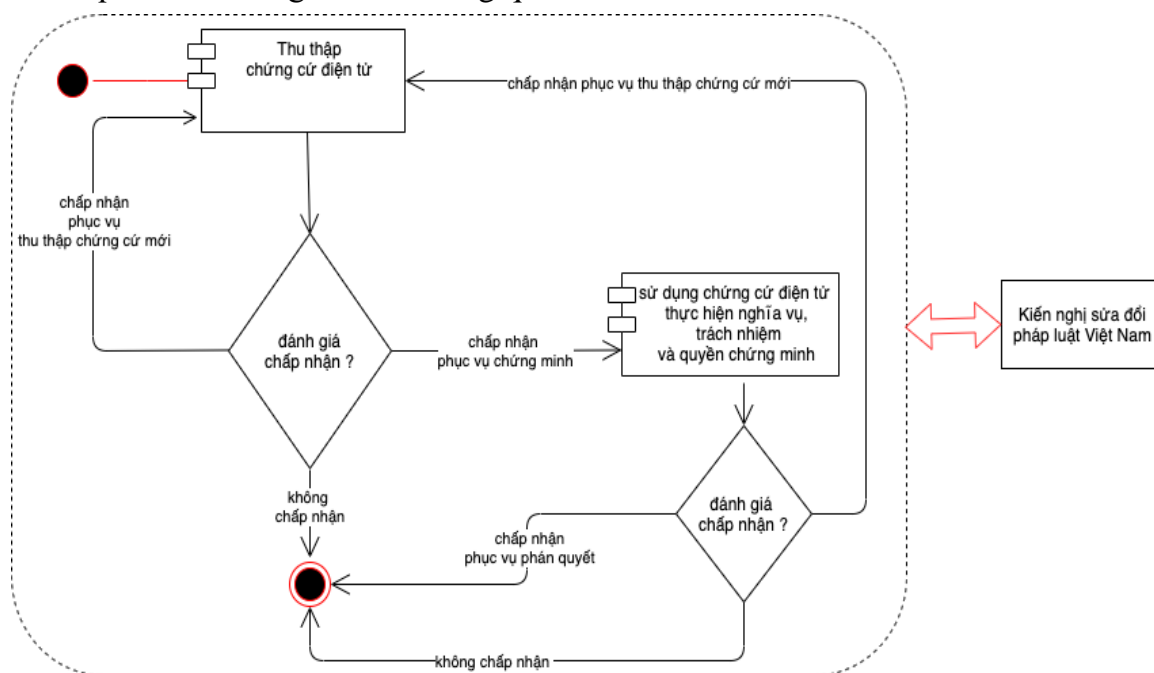 Thu thập
chứng cứ điện tử
chấp nhận phục vụ thu thập chứng cứ mới
chấp nhận
phục vụ
thu thập chứng cứ mới
đánh giá
chấp nhận ?
chấp nhận
phục vụ chứng minh
sử dụng chứng cứ điện tử
thực hiện nghĩa vụ,
trách nhiệm
và quyền chứng minh
Kiến nghị sửa đổi
pháp luật Việt Nam
không
chấp nhận
đánh giá
chấp nhận ?
chấp nhận
phục vụ phán quyết
không chấp nhận